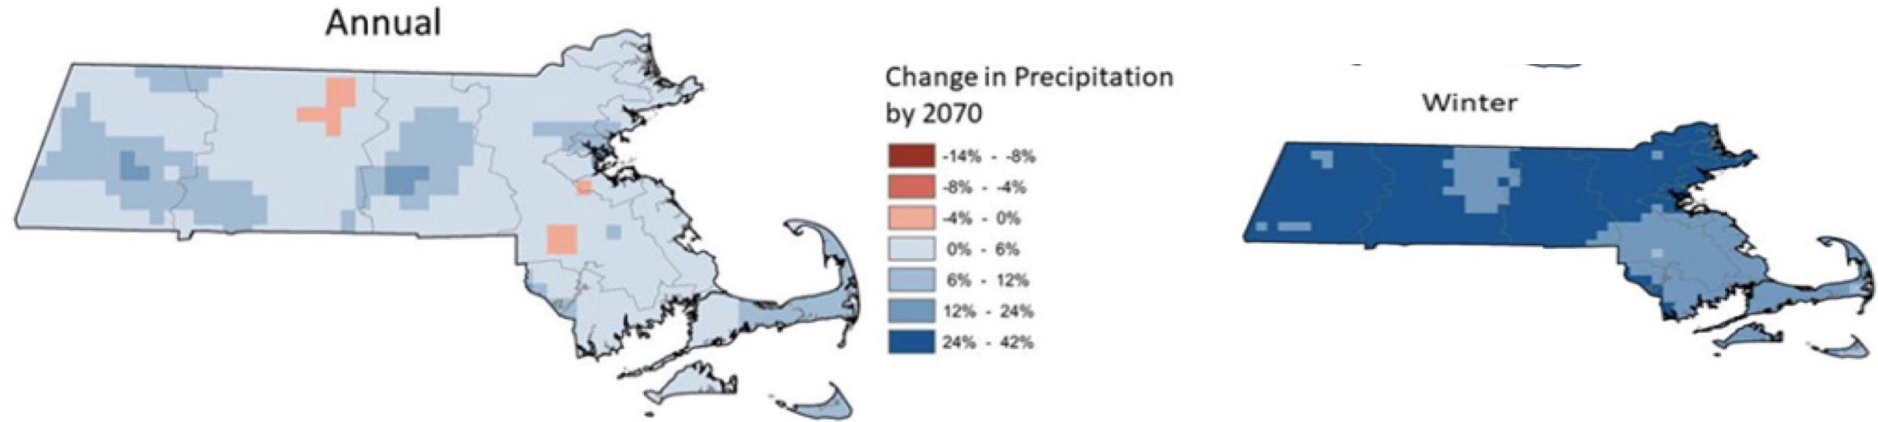 Annual
Change in Precipitation
by 2070
-14% - -8%
-8% - -4%
-4% - 0%
0% - 6%
6% - 12%
12% - 24%
24% - 42%
Winter